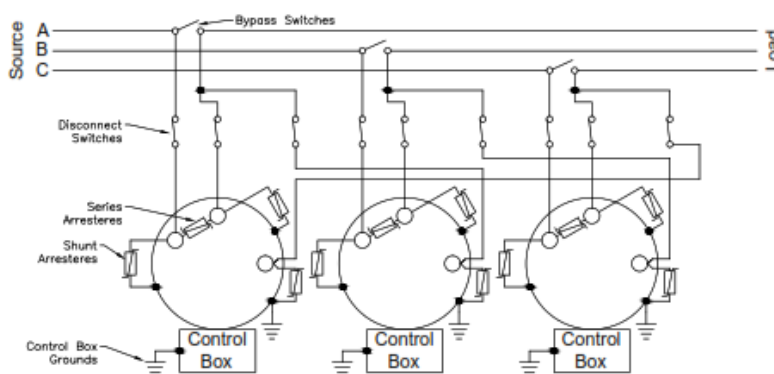 Source
A
B
C
Bypass Switches
Load
Disconnect
Switches
Series
Arresteres
Shunt
Arresteres
Control Box
Grounds
Control
Box
Control
Box
Control
Box